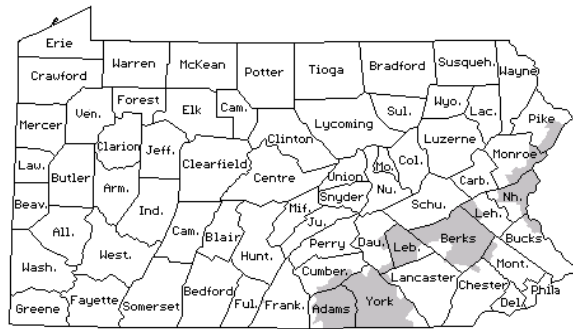 Erie
Crawford
Warren
McKean
Potter
Tioga
Bradford
Susqueh.
Wayne
Forest
Elk
Cam.
Mercer
Ven.
Clarion
Jeff.
Clearfield
Clinton
Lycoming
Sul.
Wyo.
Lac.
Pike
Luzerne
Monroe
Law.
Butler
Arm.
Centre
Union
Mo.
Col.
Snyder
Nu.
Carb.
Nh.
Beav.
Ind.
Cam.
Blair
Hunt.
Mif.
Ju.
Schu.
Leh.
All.
West.
Perry
Dau.
Leb.
Berks
Bucks
Wash.
Cumber.
Lancaster
Mont.
Greene
Fayette
Somerset
Bedford
Ful.
Frank.
Adams
York
Chester
Del.
Phila